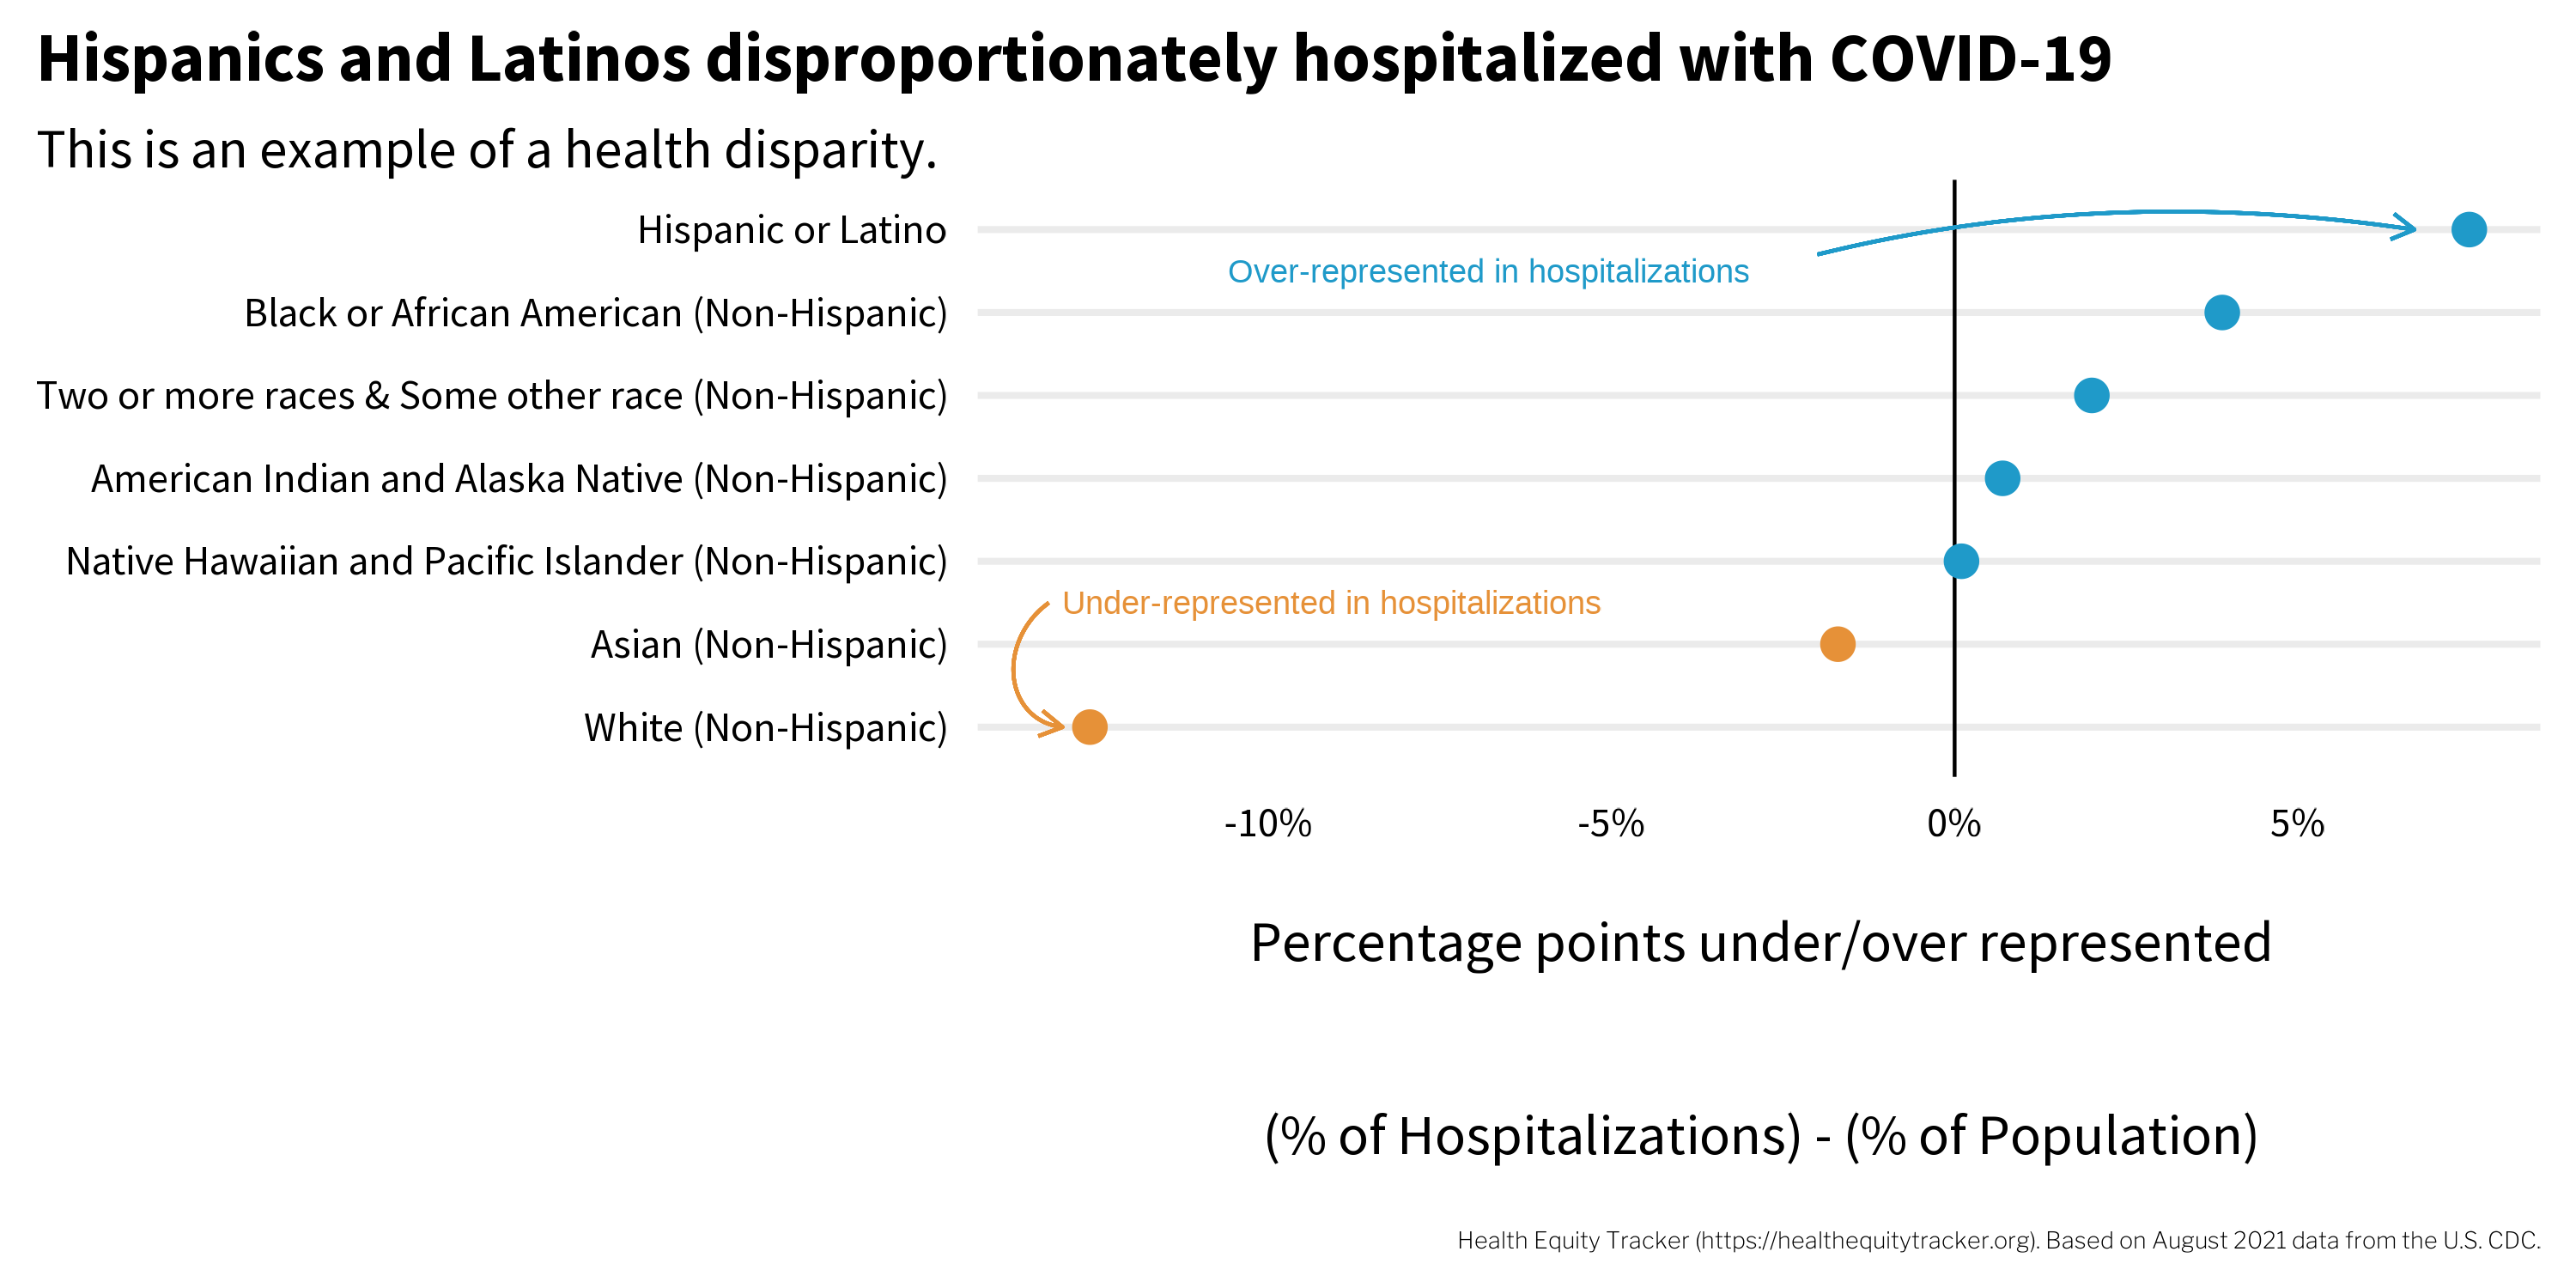 Hispanics and Latinos disproportionately hospitalized with COVID-19
This is an example of a health disparity.
Hispanic or Latino
Over-represented in hospitalizations
Black or African American (Non-Hispanic)
Two or more races & Some other race (Non-Hispanic)
American Indian and Alaska Native (Non-Hispanic)
Native Hawaiian and Pacific Islander (Non-Hispanic)
Under-represented in hospitalizations
Asian (Non-Hispanic)
White (Non-Hispanic)
-10% -5% 0% 5%
Percentage points under/over represented
(% of Hospitalizations) - (% of Population)
Health Equity Tracker (https://healthequitytracker.org). Based on August 2021 data from the U.S. CDC.